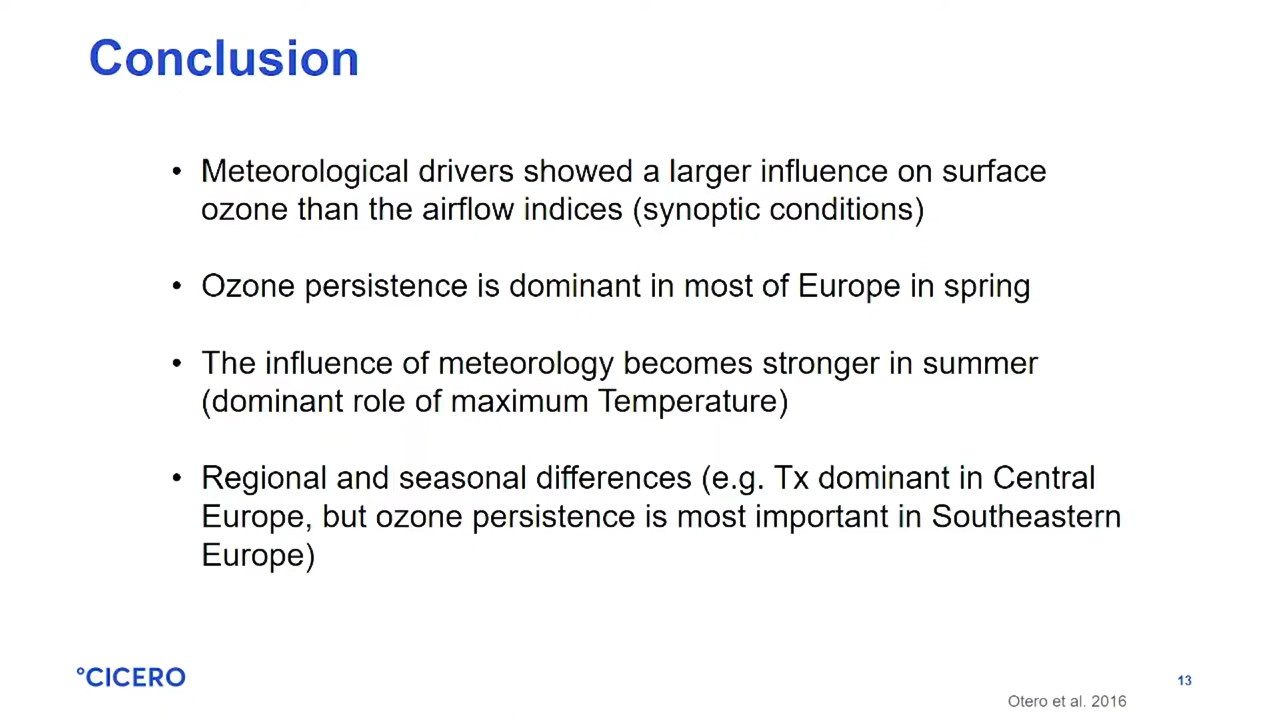 Conclusion
• Meteorological drivers showed a larger influence on surface
ozone than the airflow indices (synoptic conditions)
• Ozone persistence is dominant in most of Europe in spring
• The influence of meteorology becomes stronger in summer
(dominant role of maximum Temperature)
• Regional and seasonal differences (e.g. Tx dominant in Central
Europe, but ozone persistence is most important in Southeastern
Europe)
°CICERO
13
Otero et al. 2016